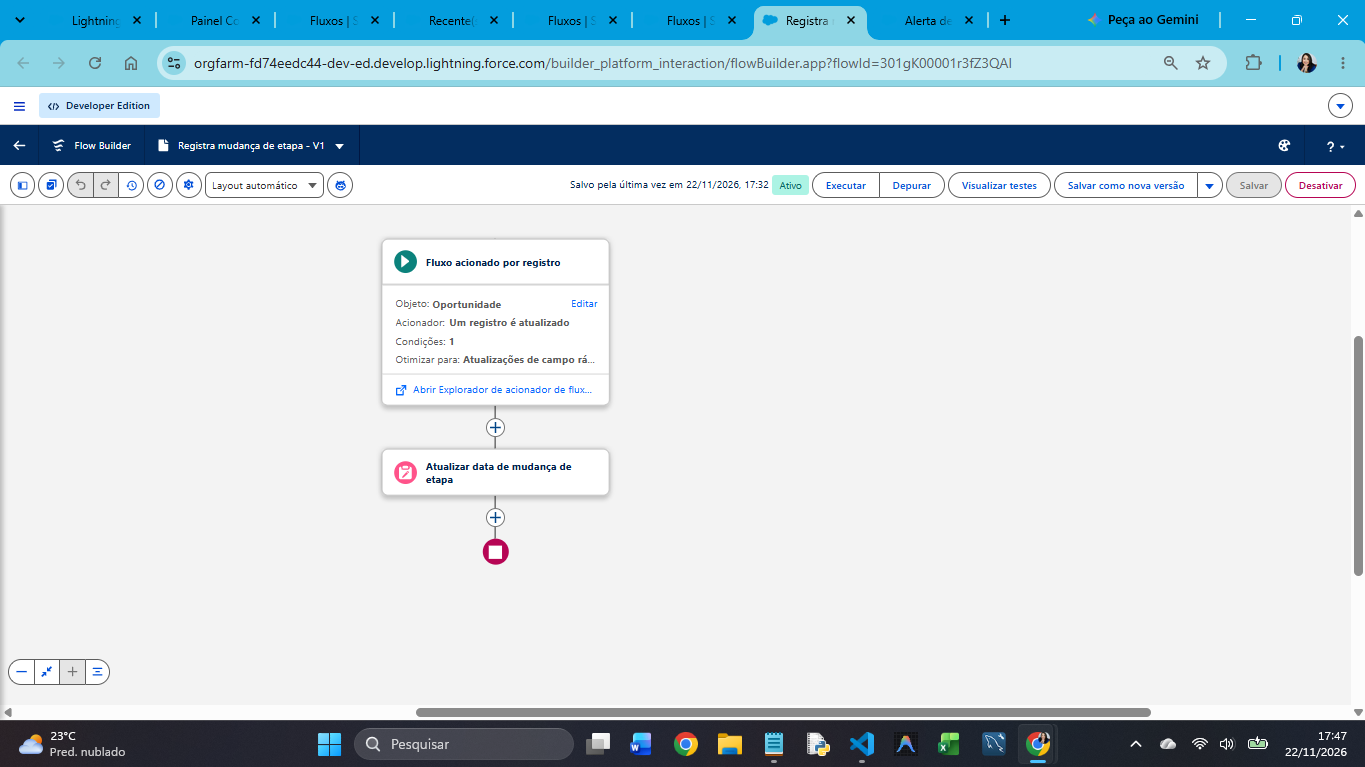 Lightning
Painel Co
Fluxos | S
Recente(
Fluxos | S
Fluxos | S
Registra
Alerta de
Peça ao Gemini
orgfarm-fd74eedc44-dev-ed.develop.lightning.force.com/builder_platform_interaction/flowBuilder.app?flowId=301gK00001r3fZ3QAI
Developer Edition
Flow Builder
Registra mudança de etapa - V1
?
Layout automático
Salvo pela última vez em 22/11/2026, 17:32
Ativo
Executar
Depurar
Visualizar testes
Salvar como nova versão
Salvar
Desativar
Fluxo acionado por registro
Objeto: Oportunidade
Editar
Acionador: Um registro é atualizado
Condições: 1
Otimizar para: Atualizações de campo rá...
Abrir Explorador de acionador de flux...
Atualizar data de mudança de
etapa
23°C
Pred. nublado
Pesquisar
17:47
22/11/2026